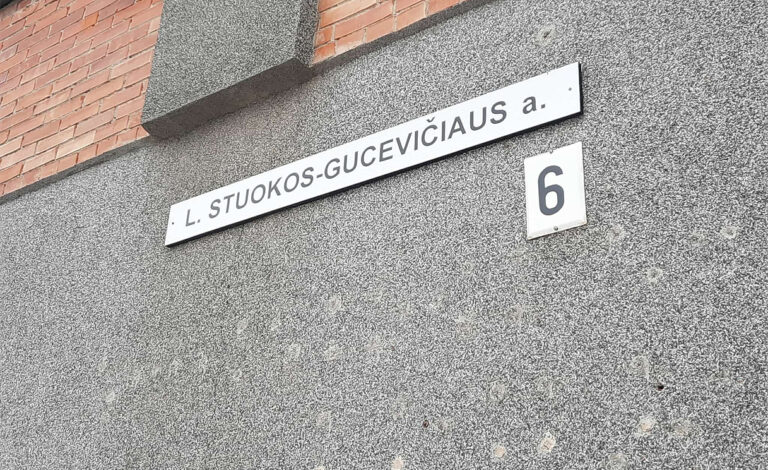 L. STUOKOS-GUCEVIČIAUS a.
6